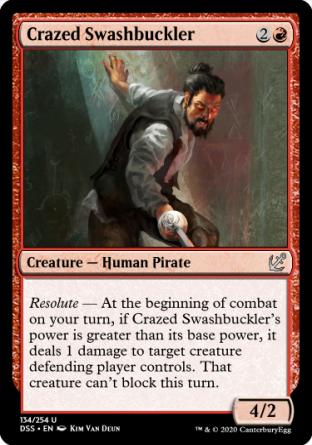 Crazed Swashbuckler 2
Creature — Human Pirate
Resolute — At the beginning of combat
on your turn, if Crazed Swashbuckler's
power is greater than its base power, it
deals 1 damage to target creature
defending player controls. That
creature can't block this turn.
4/2
134/254 U
DSS • EN Kim Van Deun
™ & © 2020 CanterburyEgg